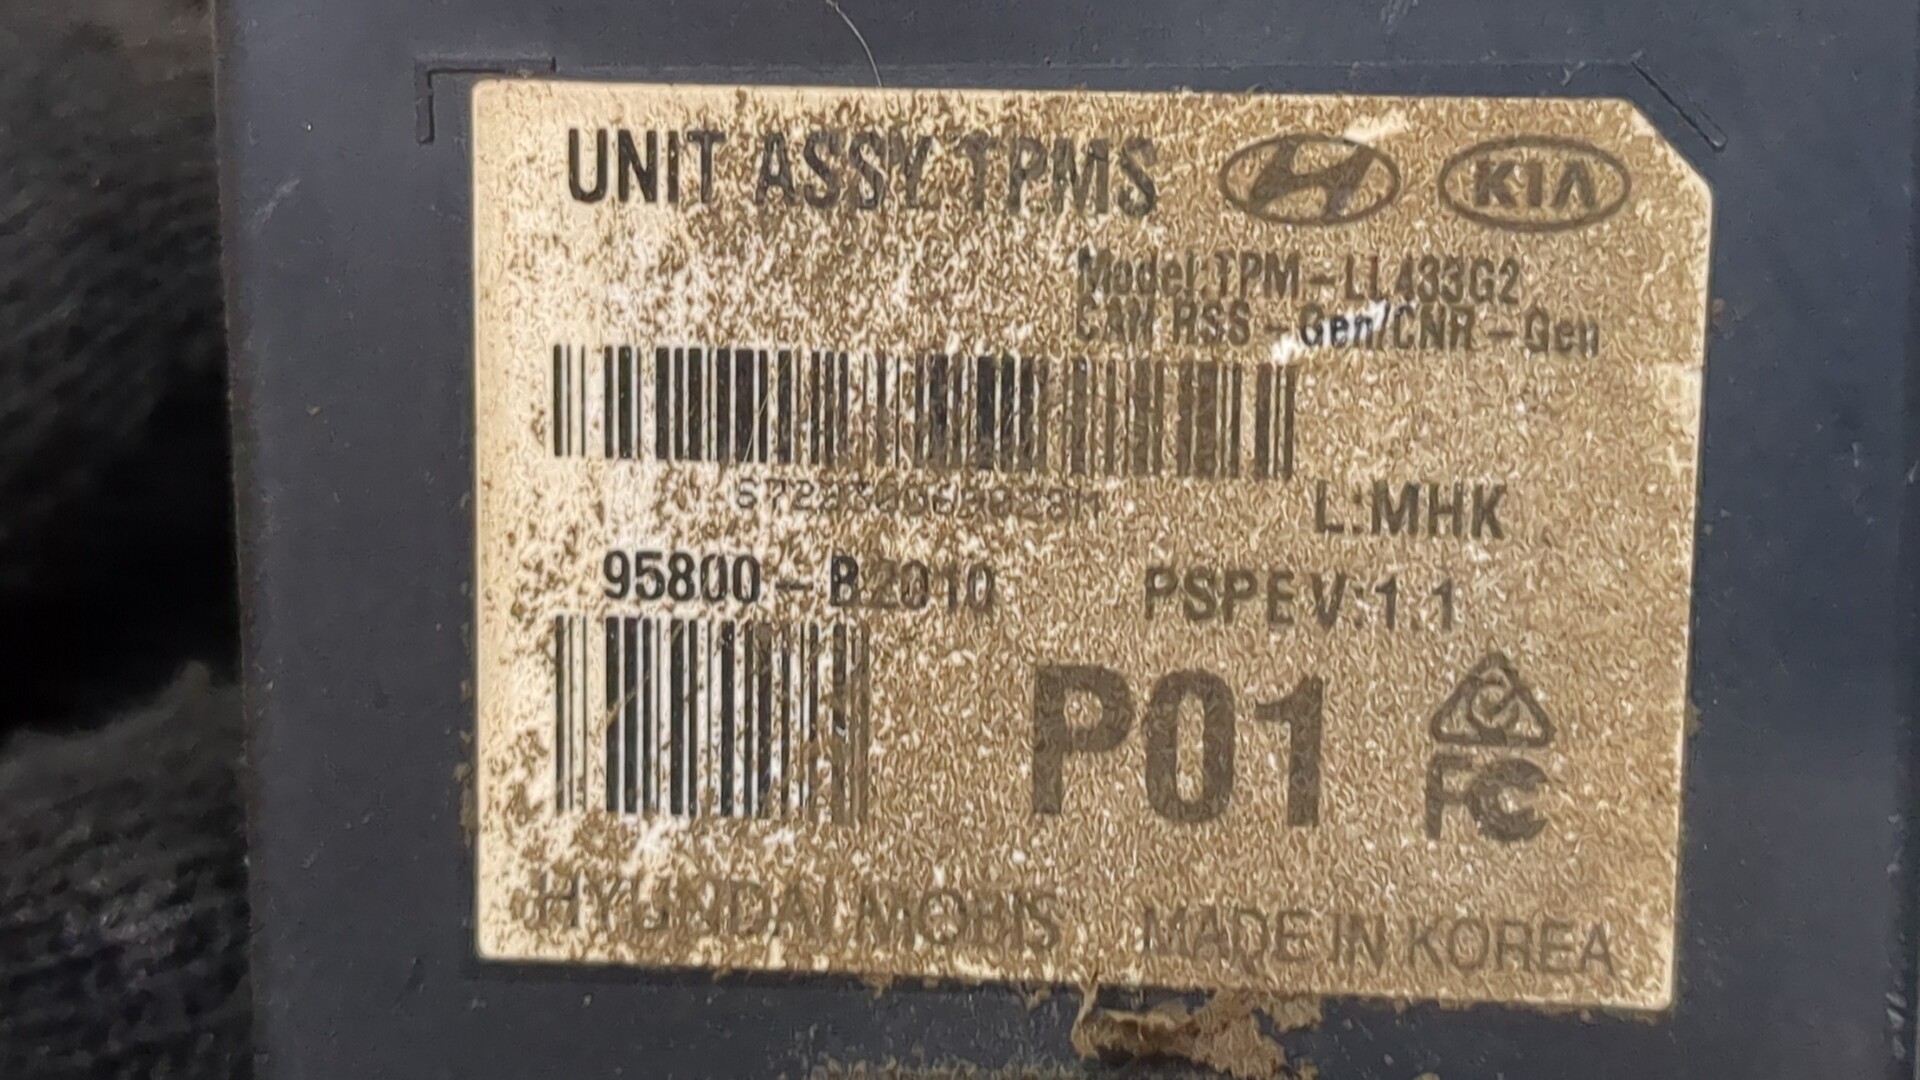 UNIT ASSY TPMS KIA
Model:TPM-LL433G2
CAN RSS-Gen/CNR-Gen
L:MHK
95800-B2010 PSPEV:1.1
P01
FC
HYUNDAI MOBIS MADE IN KOREA